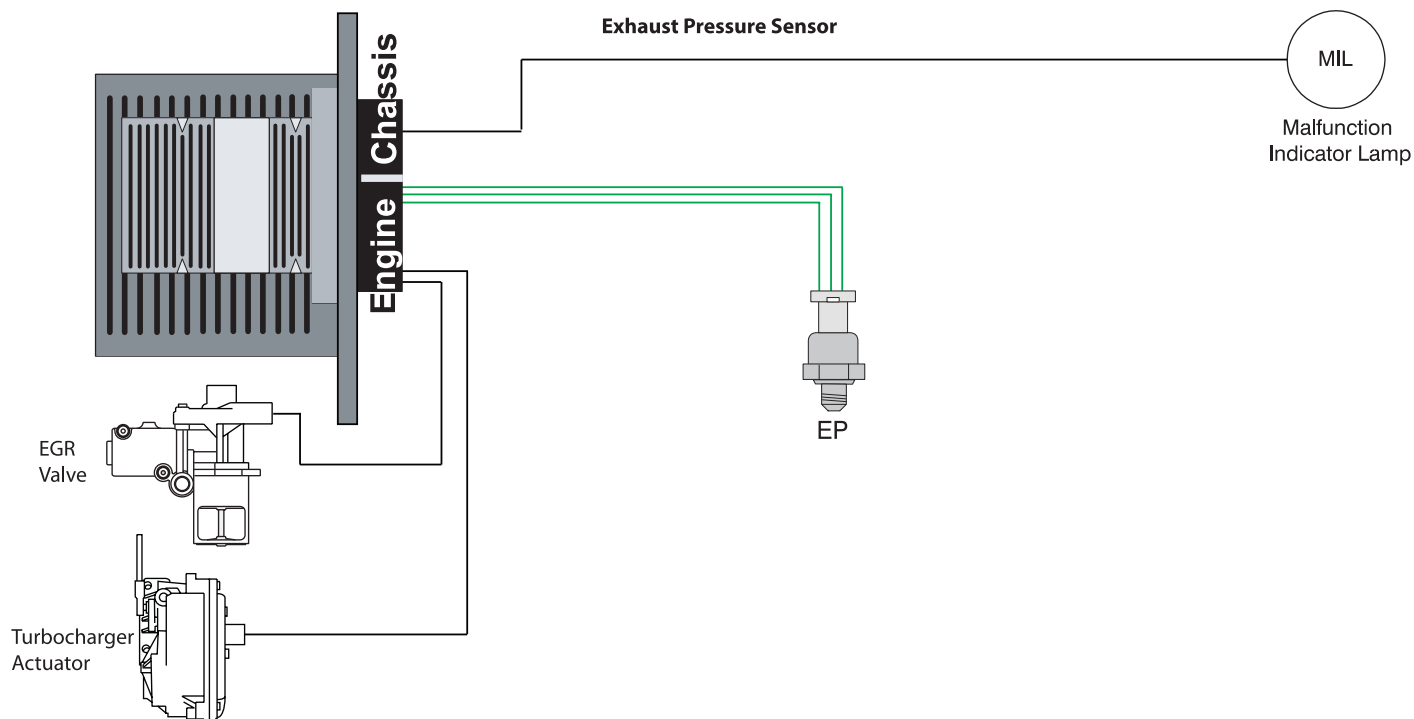 Exhaust Pressure Sensor
MIL
Malfunction
Indicator Lamp
Chassis
Engine
EP
EGR
Valve
Turbocharger
Actuator